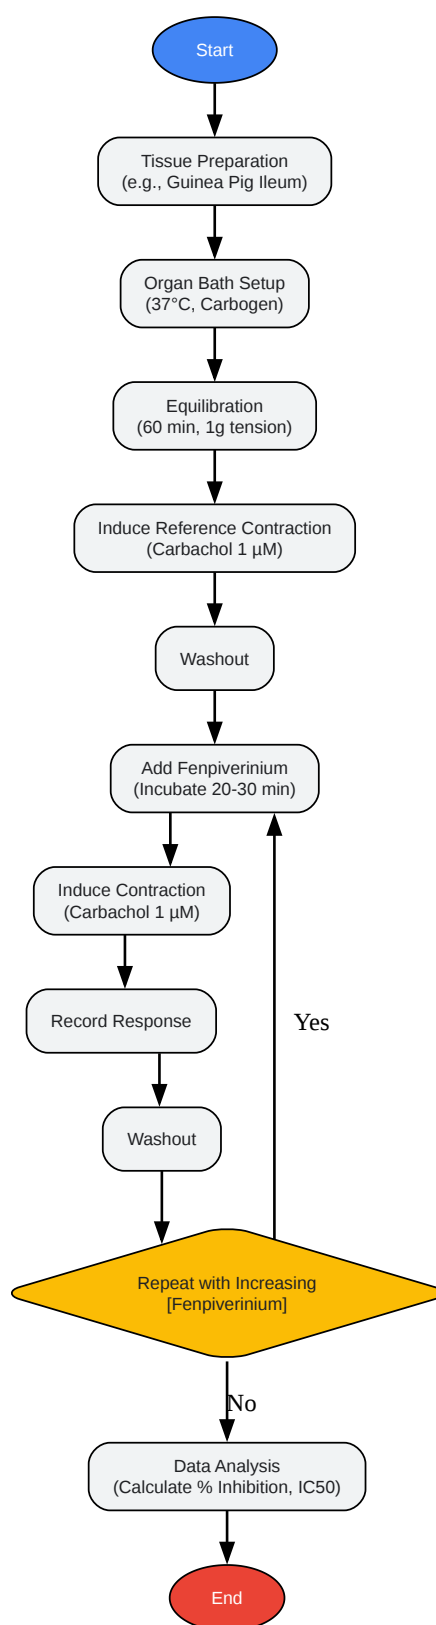 Start
Tissue Preparation
(e.g., Guinea Pig Ileum)
Organ Bath Setup
(37°C, Carbogen)
Equilibration
(60 min, 1g tension)
Induce Reference Contraction
(Carbachol 1 µM)
Washout
Add Fenpiverinium
(Incubate 20-30 min)
Induce Contraction
(Carbachol 1 µM)
Record Response
Yes
Washout
Repeat with Increasing
[Fenpiverinium]
No
Data Analysis
(Calculate % Inhibition, IC50)
End